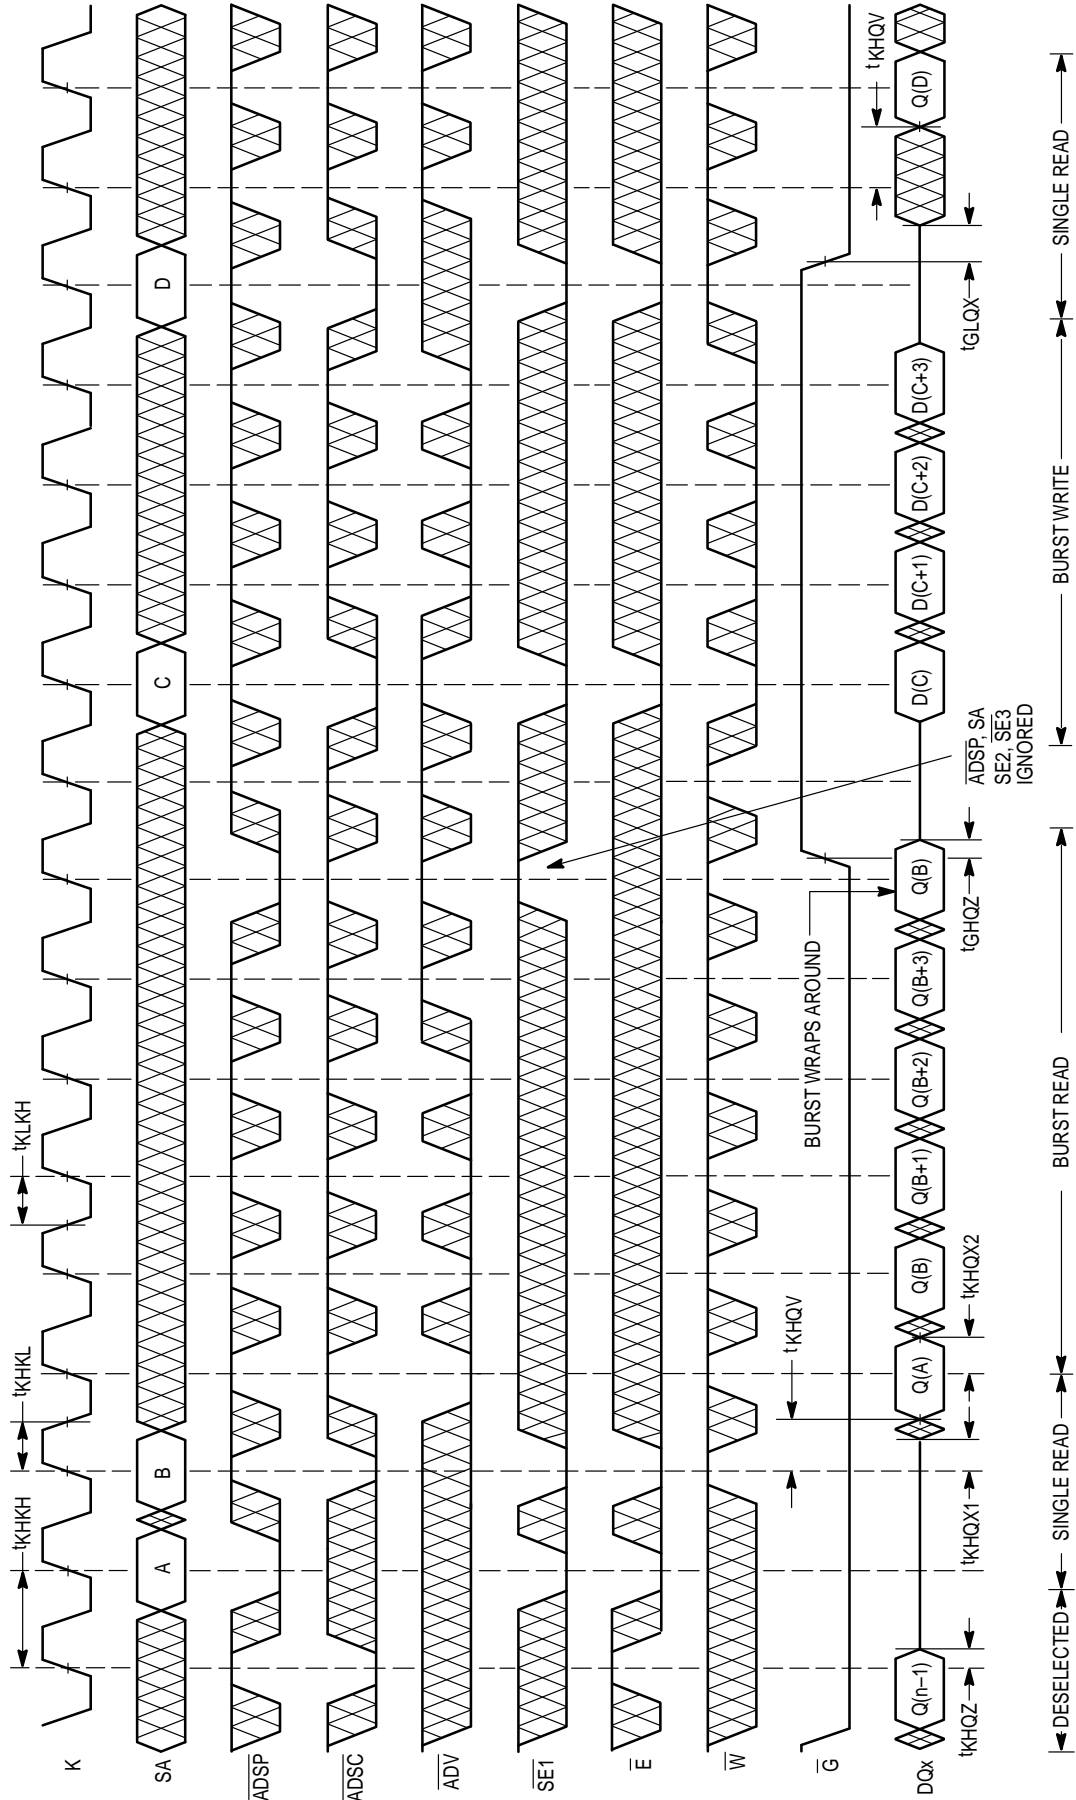 K
tKHKH
tKHKL
tKLKH
SA
A
B
C
D
ADSP
ADSC
ADV
SE1
E
W
tKHQV
BURST WRAPS AROUND
ADSP, SA
SE2, SE3
IGNORED
tKHQV
G
DQx
Q(n–1)
Q(A)
Q(B)
Q(B+1)
Q(B+2)
Q(B+3)
Q(B)
D(C)
D(C+1)
D(C+2)
D(C+3)
Q(D)
tKHQZ
tKHQX1
tKHQX2
tGHQZ
tGLQX
DESELECTED
SINGLE READ
BURST READ
BURST WRITE
SINGLE READ